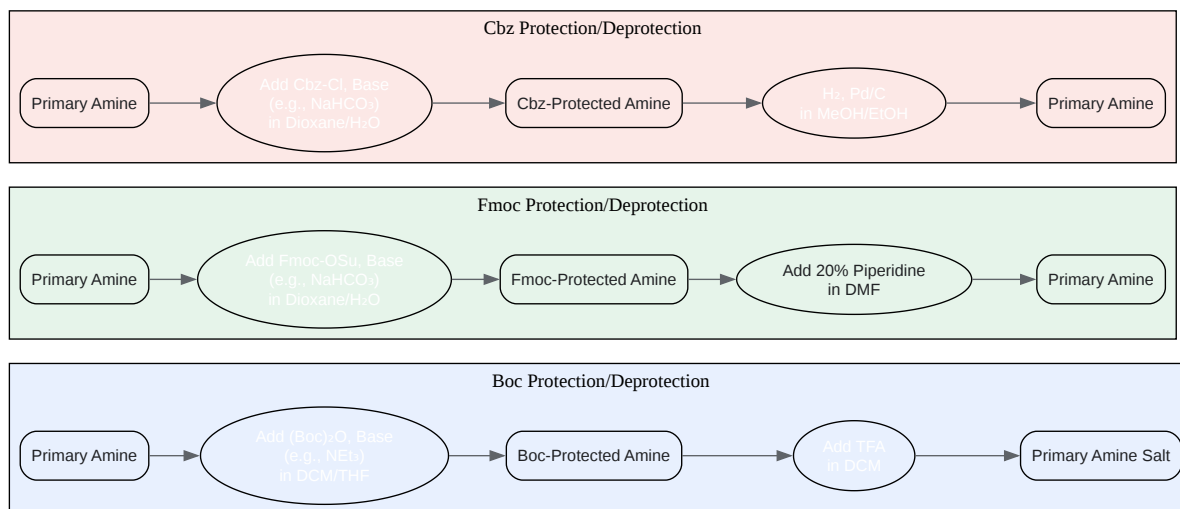 Cbz Protection/Deprotection
Primary Amine
Add Cbz-Cl, Base
(e.g., NaHCO₃)
in Dioxane/H₂O
Cbz-Protected Amine
H₂, Pd/C
in MeOH/EtOH
Primary Amine
Fmoc Protection/Deprotection
Primary Amine
Add Fmoc-OSu, Base
(e.g., NaHCO₃)
in Dioxane/H₂O
Fmoc-Protected Amine
Add 20% Piperidine
in DMF
Primary Amine
Boc Protection/Deprotection
Primary Amine
Add (Boc)₂O, Base
(e.g., NEt₃)
in DCM/THF
Boc-Protected Amine
Add TFA
in DCM
Primary Amine Salt